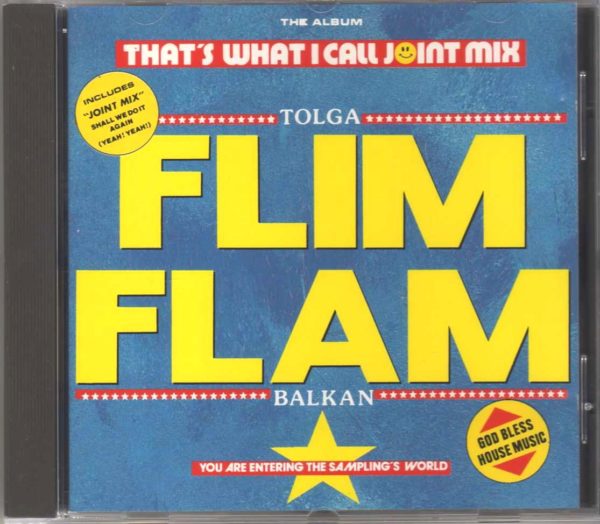 THE ALBUM
THAT'S WHAT I CALL JOINT MIX
INCLUDES
"JOINT MIX"
SHALL WE DO IT
AGAIN
(YEAH! YEAH!)
TOLGA
FLIM
FLAM
BALKAN
GOD BLESS
HOUSE MUSIC
YOU ARE ENTERING THE SAMPLING'S WORLD